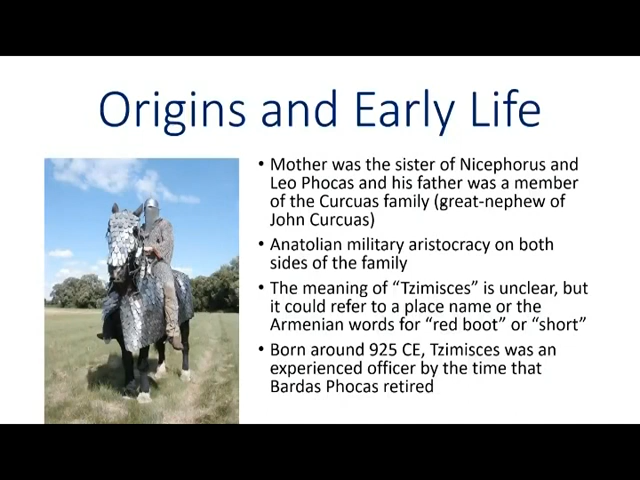 Origins and Early Life
• Mother was the sister of Nicephorus and
Leo Phocas and his father was a member
of the Curcuas family (great-nephew of
John Curcuas)
• Anatolian military aristocracy on both
sides of the family
• The meaning of “Tzimisces” is unclear, but
it could refer to a place name or the
Armenian words for “red boot” or “short”
• Born around 925 CE, Tzimisces was an
experienced officer by the time that
Bardas Phocas retired